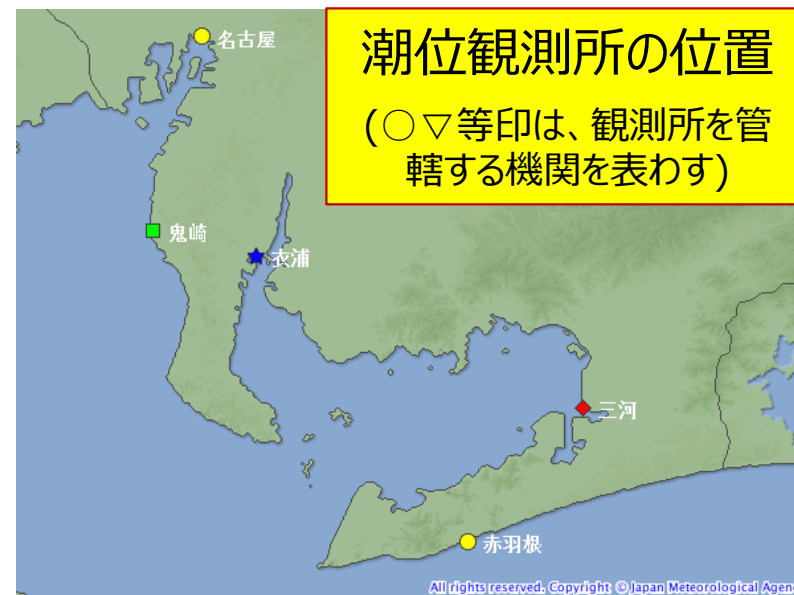 潮位観測所の位置
(○▽等印は、観測所を管
轄する機関を表わす)
名古屋
鬼崎
衣浦
三河
赤羽根
All rights reserved. Copyright © Japan Meteorological Agen